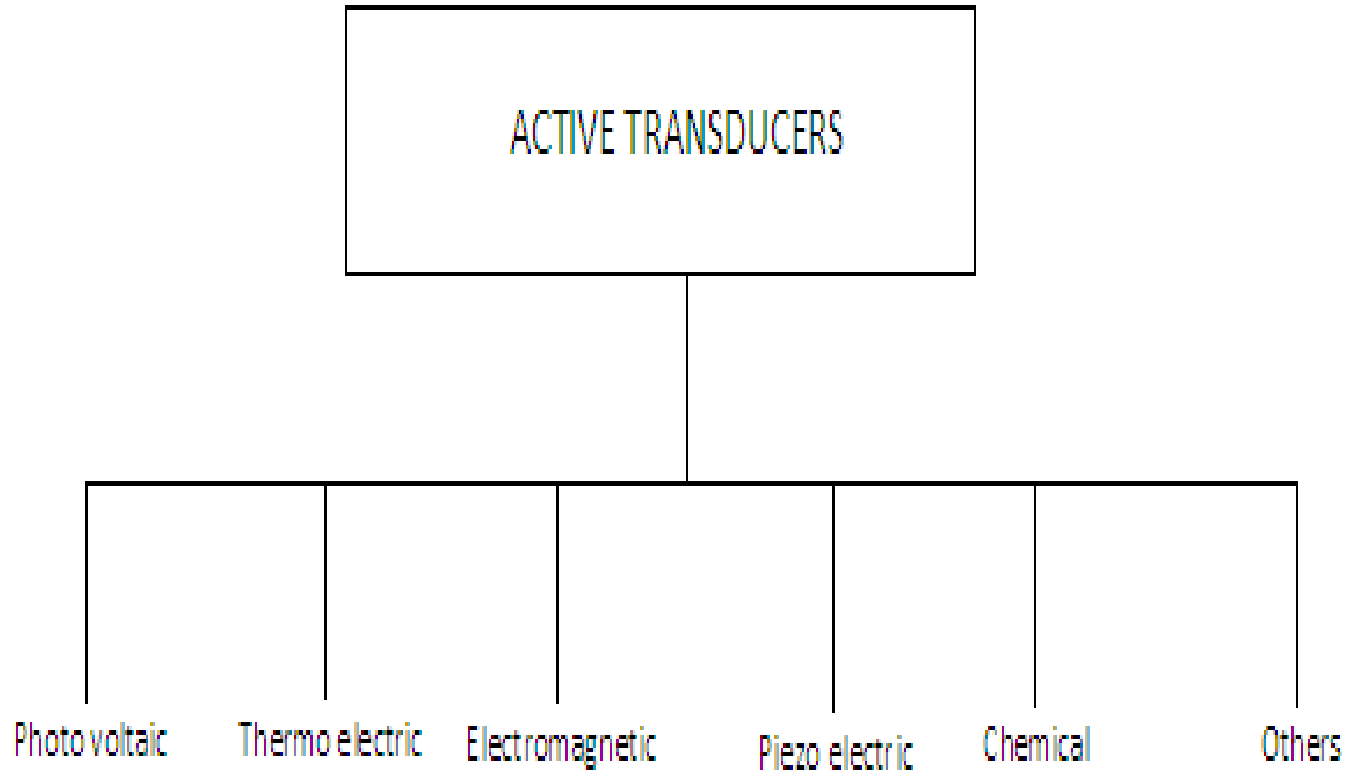 ACTIVE TRANSDUCERS
Photo voltaic
Thermo electric
Electromagnetic
Piezo electric
Chemical
Others